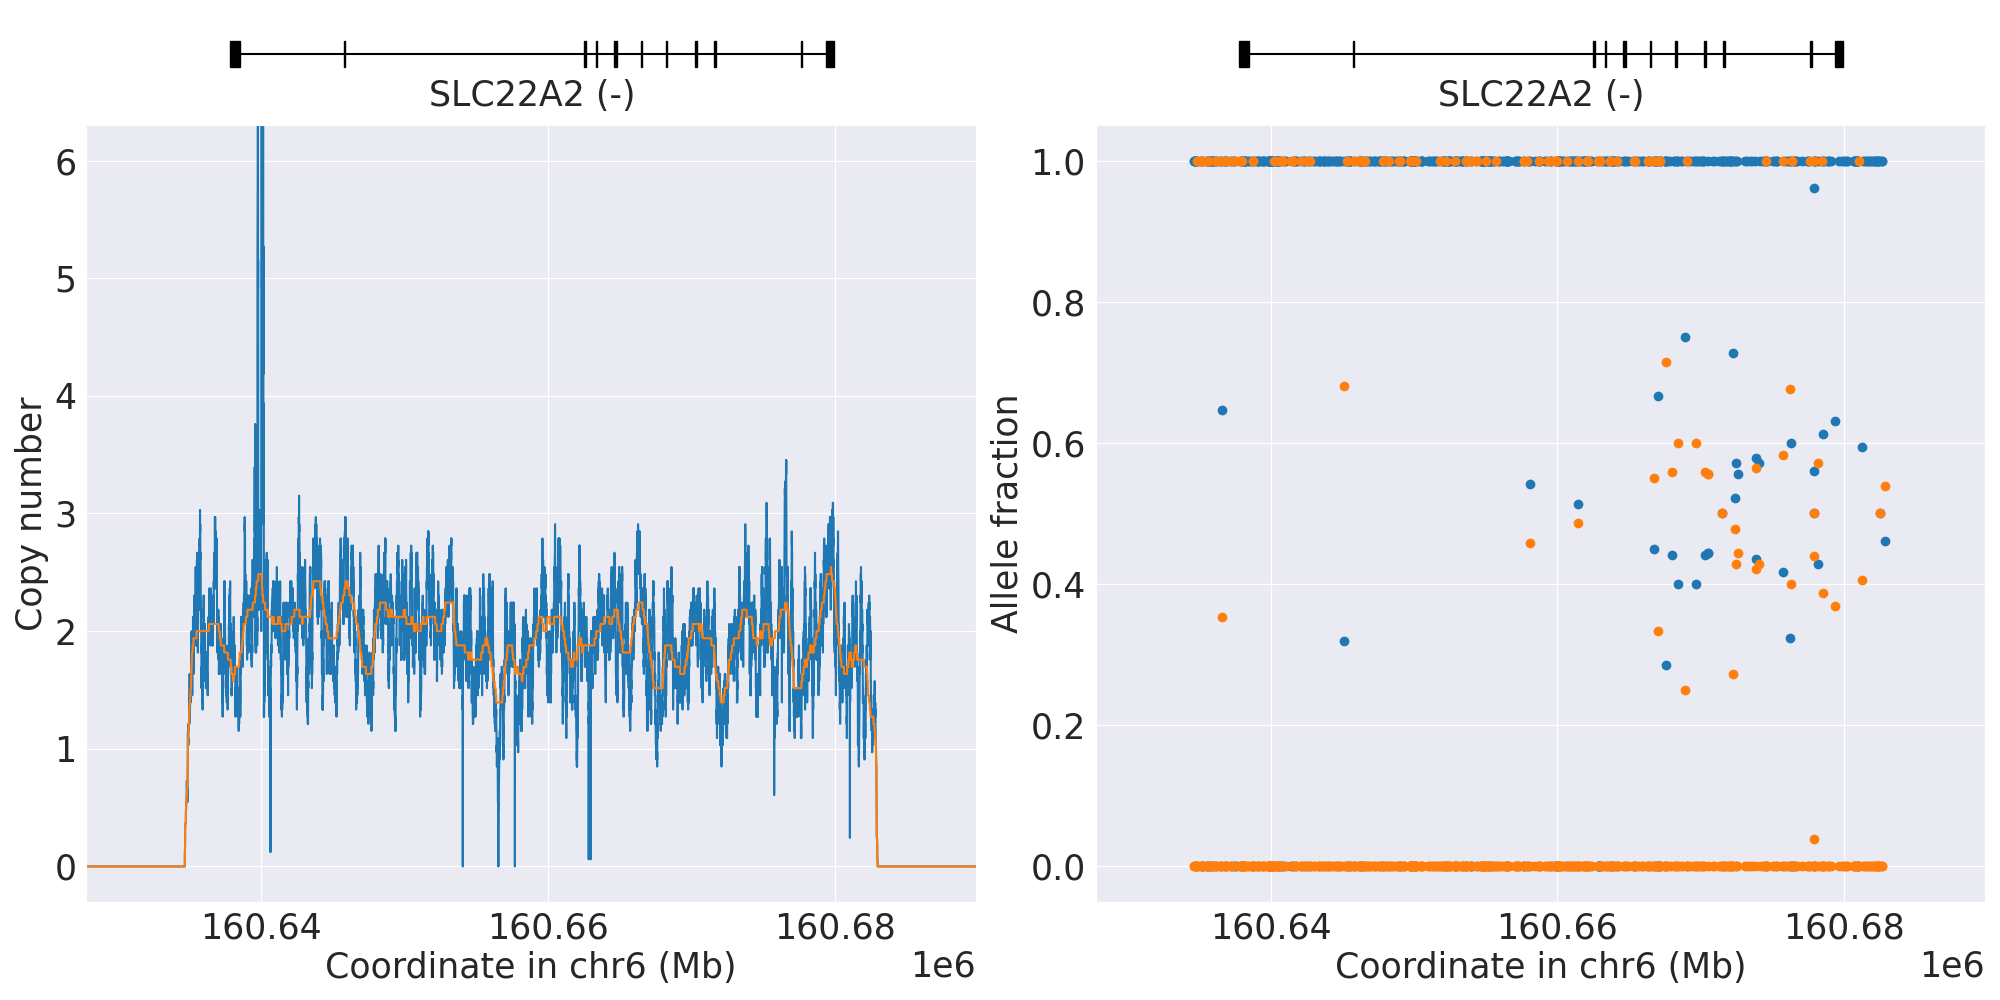 SLC22A2 (-)
6
5
4
3
2
1
0
Copy number
160.64
160.66
160.68
Coordinate in chr6 (Mb)
1e6
SLC22A2 (-)
1.0
0.8
0.6
0.4
0.2
0.0
Allele fraction
160.64
160.66
160.68
Coordinate in chr6 (Mb)
1e6